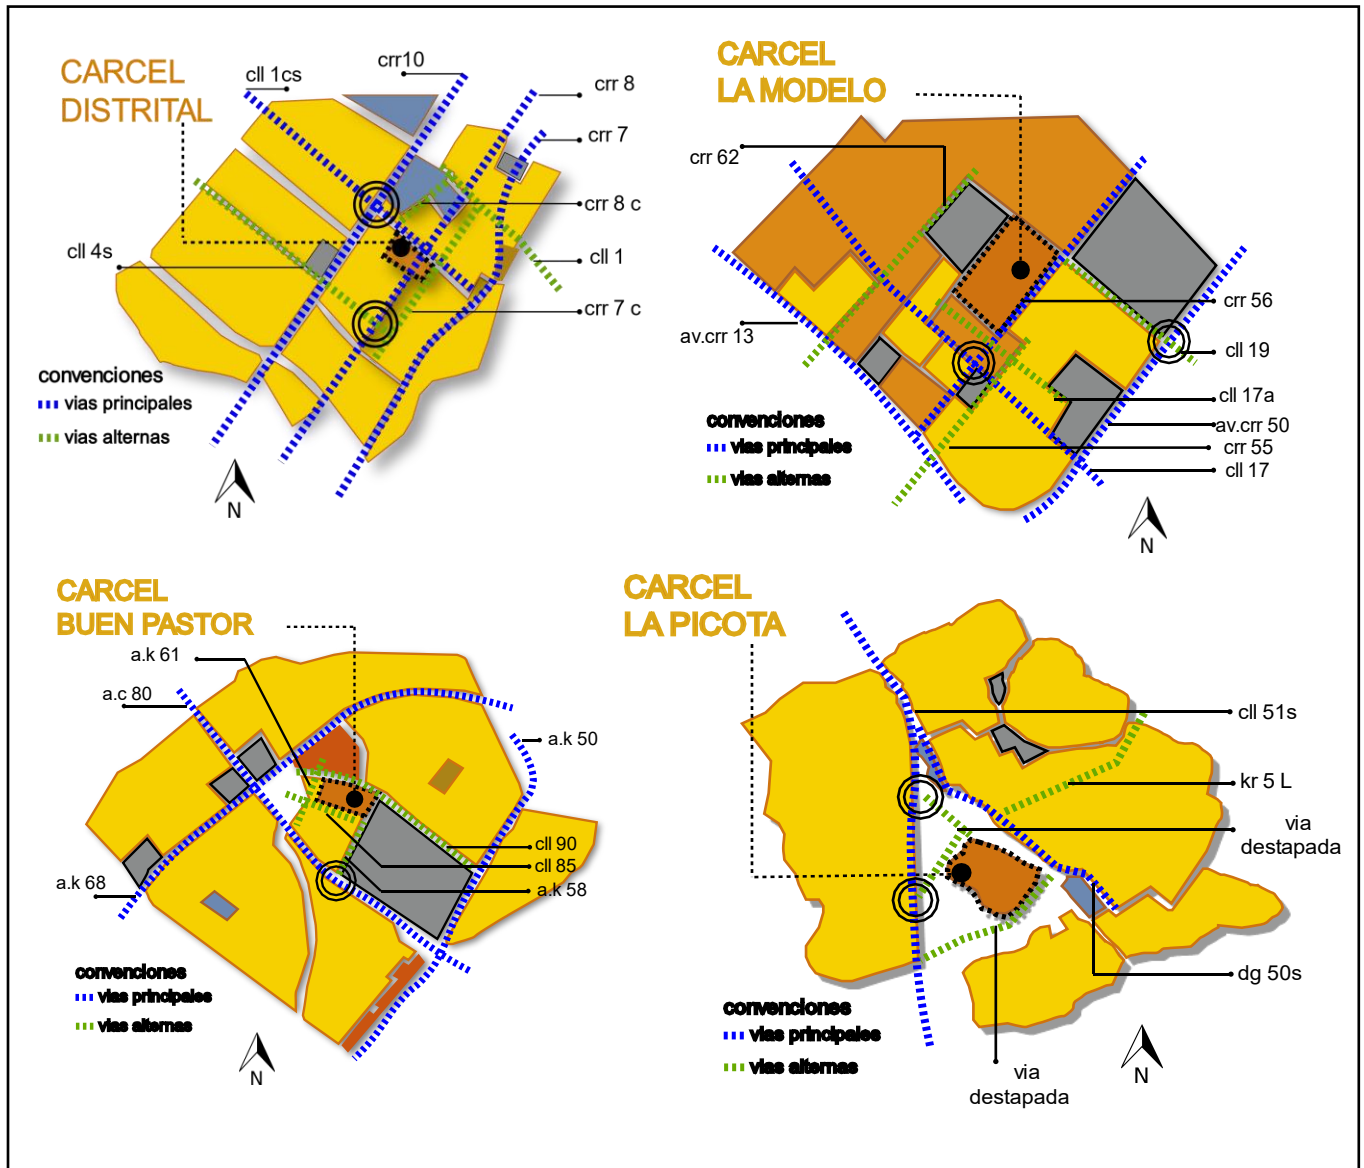 CARCEL
DISTRITAL
cll 1cs
crr10
crr 8
crr 7
crr 8 c
cll 1
crr 7 c
cll 4s
convenciones
vias principales
vias alternas
N
CARCEL
LA MODELO
crr 62
av.crr 13
crr 56
cll 19
cll 17a
av.crr 50
crr 55
cll 17
convenciones
vias principales
vias alternas
N
CARCEL
BUEN PASTOR
a.k 61
a.c 80
a.k 50
cll 90
cll 85
a.k 58
a.k 68
convenciones
vias principales
vias alternas
N
CARCEL
LA PICOTA
cll 51s
kr 5 L
via
destapada
dg 50s
convenciones
vias principales
vias alternas
via
destapada
N